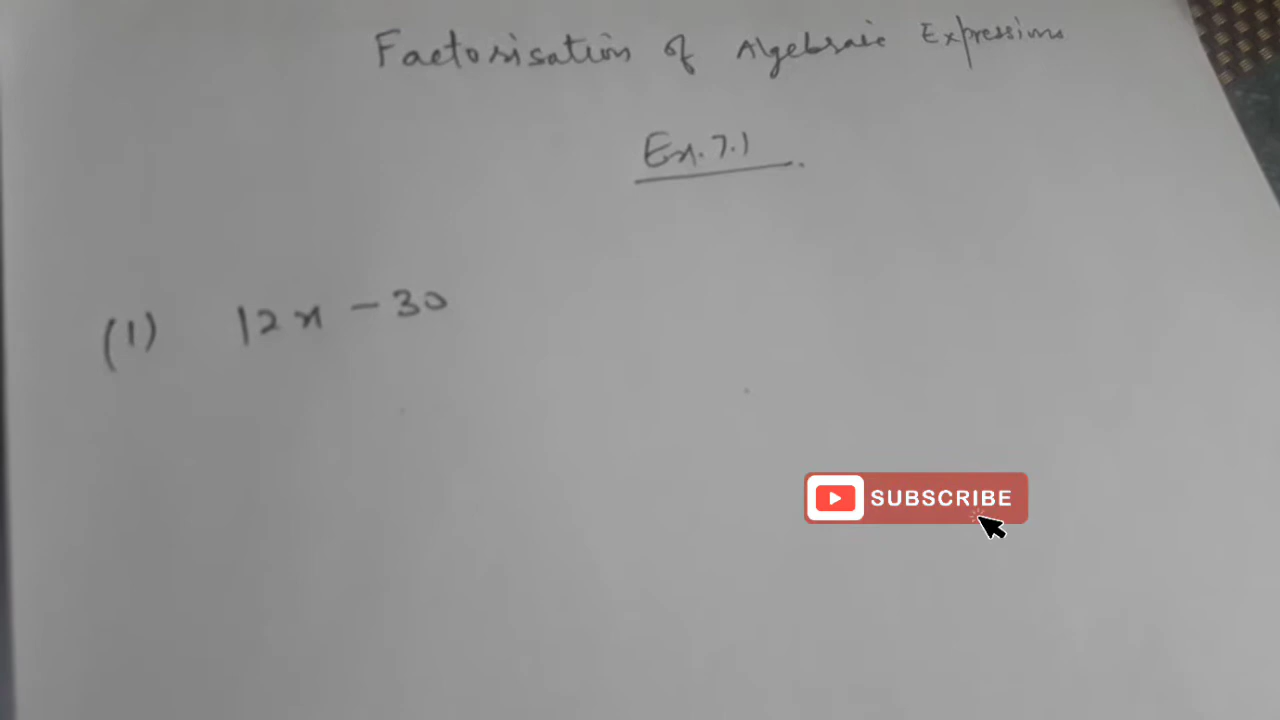 Factorisation of Algebraic Expressions
Ex. 7.1
(1) 12x - 30
SUBSCRIBE